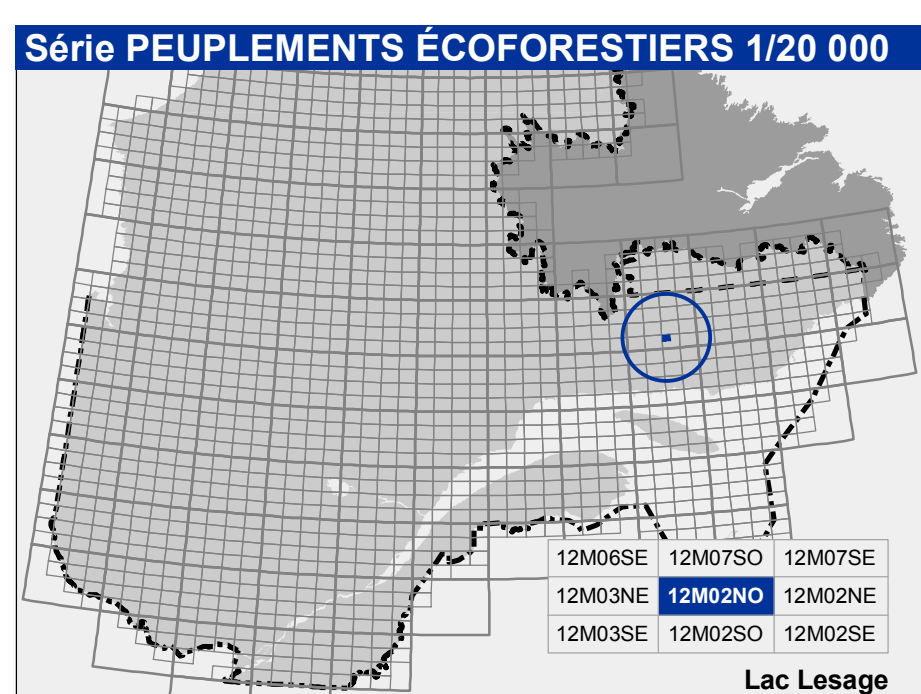 Série PEUPLEMENTS ÉCOFORESTIERS 1/20 000
12M06SE 12M07SO 12M07SE
12M03NE 12M02NO 12M02NE
12M03SE 12M02SO 12M02SE
Lac Lesage